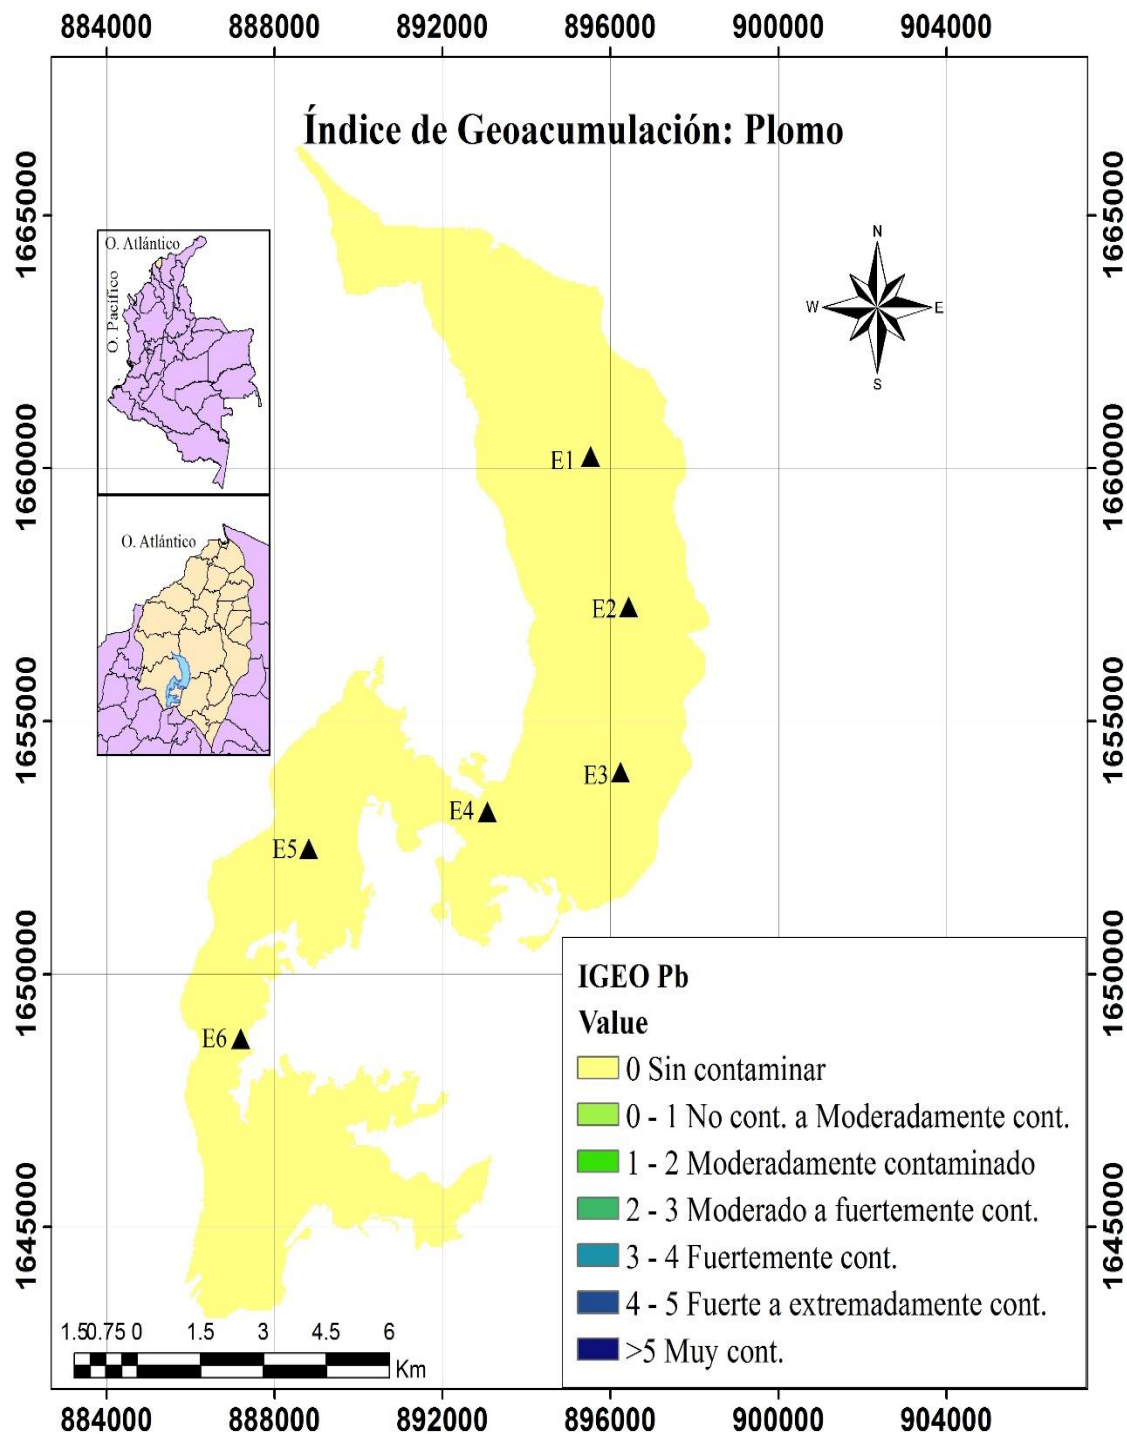 884000 888000 892000 896000 900000 904000
Índice de Geoacumulación: Plomo
1665000
1665000
O. Atlántico
O. Pacífico
N
W E
S
1660000
1660000
E1
O. Atlántico
E2
1655000
1655000
E3
E4
E5
1650000
1650000
E6
IGEO Pb
Value
0 Sin contaminar
0 - 1 No cont. a Moderadamente cont.
1 - 2 Moderadamente contaminado
2 - 3 Moderado a fuertemente cont.
3 - 4 Fuertemente cont.
4 - 5 Fuerte a extremadamente cont.
>5 Muy cont.
1645000
1645000
1.5 0.75 0 1.5 3 4.5 6
Km
884000 888000 892000 896000 900000 904000